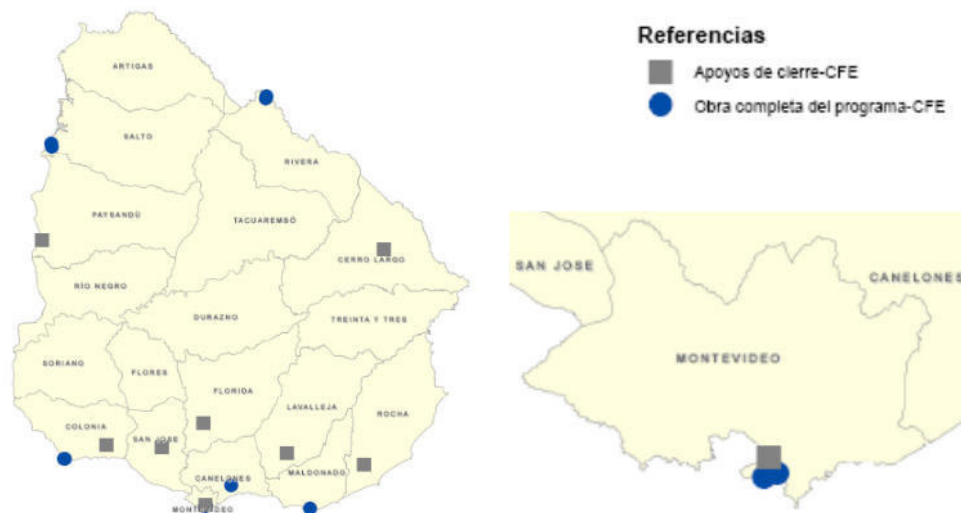 ARTIGAS
SALTO
RIVERA
PAYSANDÚ
TACUAREMBÓ
CERRO LARGO
RÍO NEGRO
DURAZNO
TREINTA Y TRES
SORIANO
FLORES
FLORIDA
LAVALLEJA
ROCHA
COLONIA
SAN JOSE
MALDONADO
CANELONES
MONTEVIDEO
Referencias
Apoyos de cierre-CFE
Obra completa del programa-CFE
SAN JOSE
CANELONES
MONTEVIDEO